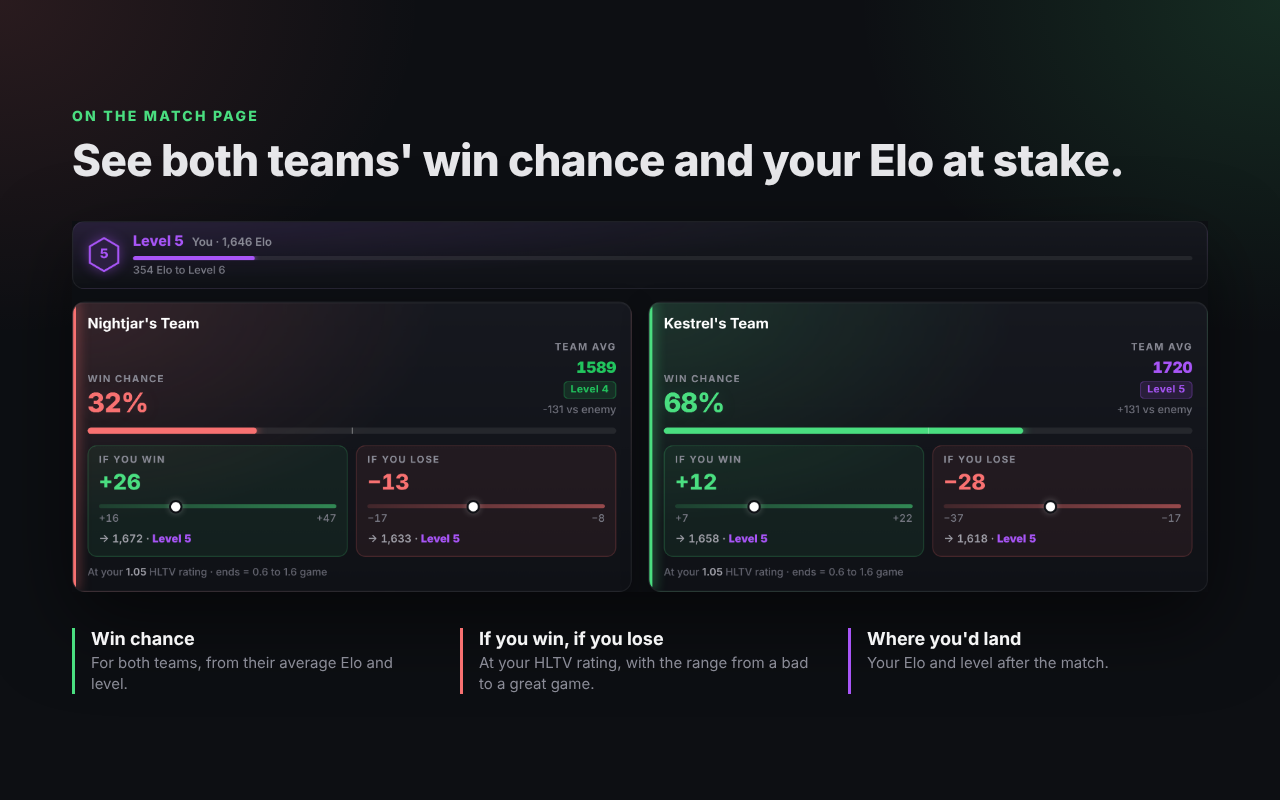 ON THE MATCH PAGE
See both teams' win chance and your Elo at stake.
5
Level 5 You · 1,646 Elo
354 Elo to Level 6
Nightjar's Team
TEAM AVG
1589
Level 4
-131 vs enemy
WIN CHANCE
32%
IF YOU WIN
+26
+16 +47
→ 1,672 · Level 5
IF YOU LOSE
−13
−17 −8
→ 1,633 · Level 5
At your 1.05 HLTV rating · ends = 0.6 to 1.6 game
Kestrel's Team
TEAM AVG
1720
Level 5
+131 vs enemy
WIN CHANCE
68%
IF YOU WIN
+12
+7 +22
→ 1,658 · Level 5
IF YOU LOSE
−28
−37 −17
→ 1,618 · Level 5
At your 1.05 HLTV rating · ends = 0.6 to 1.6 game
Win chance
For both teams, from their average Elo and
level.
If you win, if you lose
At your HLTV rating, with the range from a bad
to a great game.
Where you'd land
Your Elo and level after the match.